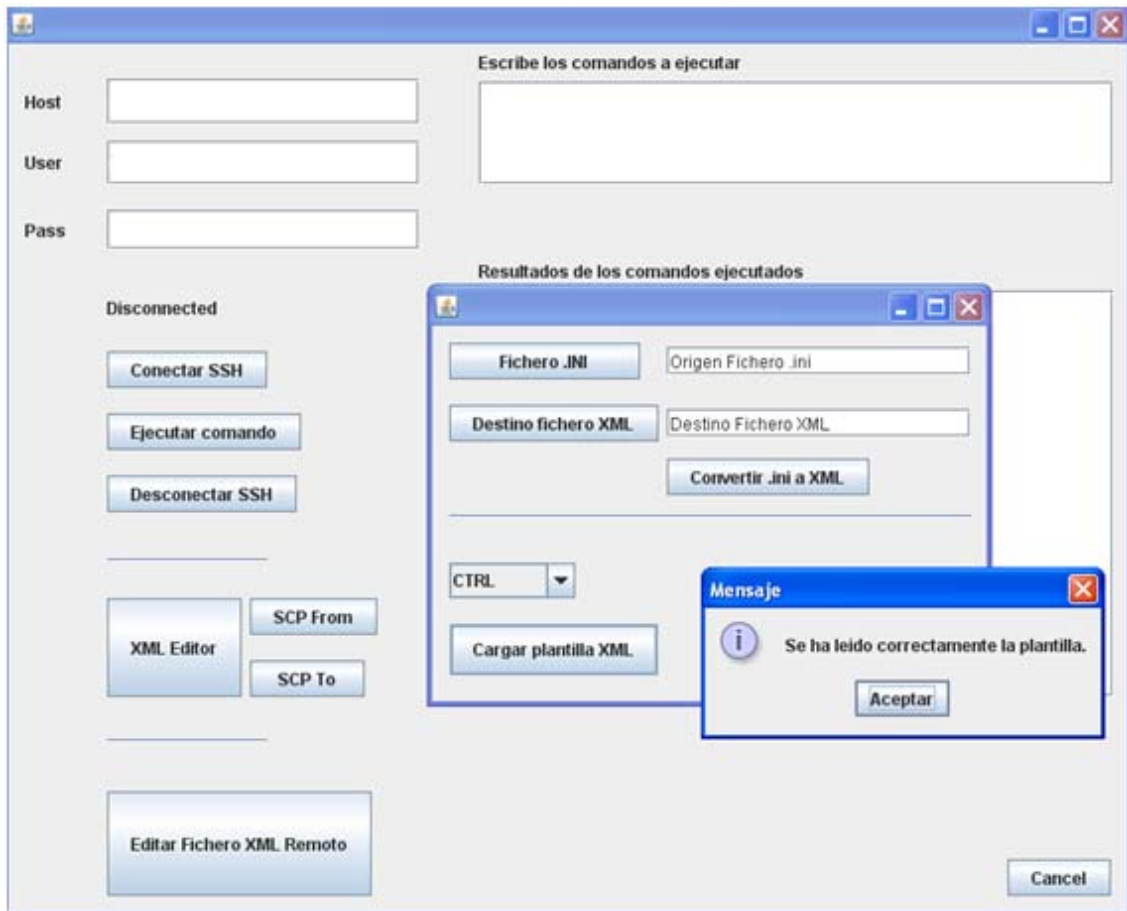 Escribe los comandos a ejecutar
Host
User
Pass
Resultados de los comandos ejecutados
Disconnected
Conectar SSH
Ejecutar comando
Desconectar SSH
XML Editor
SCP From
SCP To
Editar Fichero XML Remoto
Cancel
Fichero .INI
Origen Fichero .ini
Destino fichero XML
Destino Fichero XML
Convertir .ini a XML
CTRL
Cargar plantilla XML
Mensaje
Se ha leido correctamente la plantilla.
Aceptar